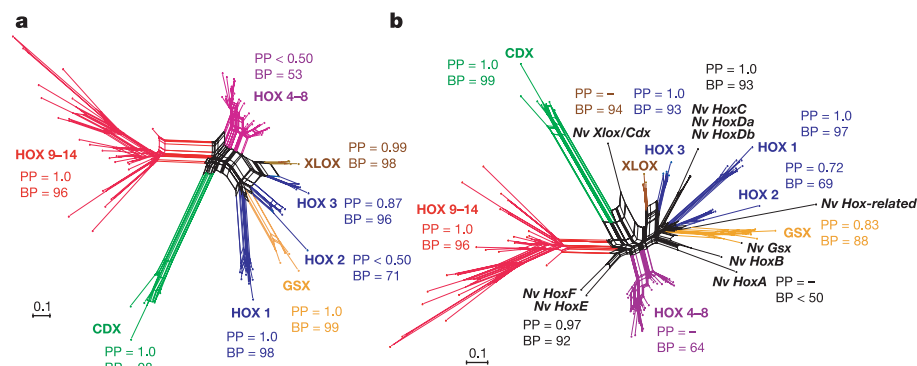 a
PP < 0.50
BP = 53
HOX 4–8
PP = 0.99
XLOX BP = 98
HOX 9–14
PP = 1.0
BP = 96
HOX 3 PP = 0.87
BP = 96
HOX 2 PP < 0.50
BP = 71
GSX
PP = 1.0
BP = 99
HOX 1
PP = 1.0
BP = 98
CDX
PP = 1.0
0.1
b
CDX
PP = 1.0
BP = 99
PP = –
BP = 94
PP = 1.0
BP = 93
PP = 1.0
BP = 93
Nv HoxC
Nv HoxDa
Nv HoxDb
Nv Xlox/Cdx
HOX 3
XLOX
PP = 1.0
BP = 97
HOX 1
PP = 0.72
BP = 69
HOX 2
Nv Hox-related
HOX 9–14
PP = 1.0
BP = 96
GSX PP = 0.83
BP = 88
Nv Gsx
Nv HoxB
Nv HoxA PP = –
BP < 50
Nv HoxF
Nv HoxE
PP = 0.97
BP = 92
HOX 4–8
PP = –
BP = 64
0.1